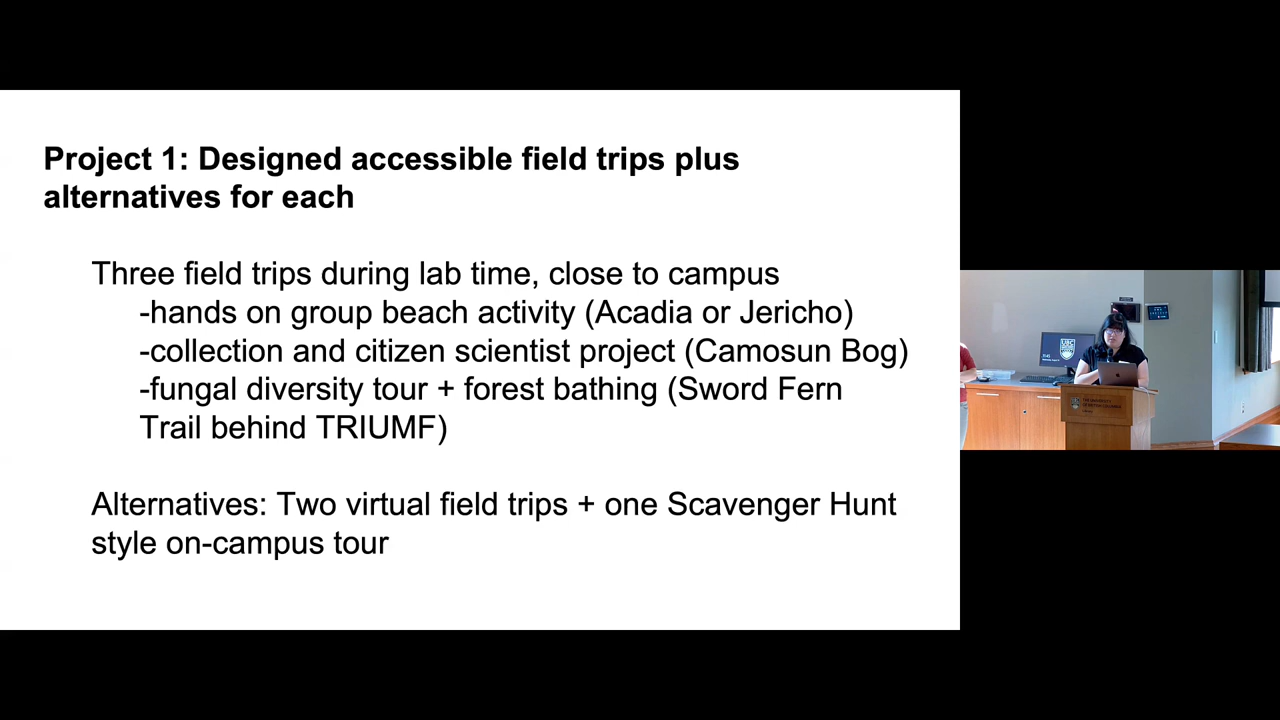 Project 1: Designed accessible field trips plus
alternatives for each
Three field trips during lab time, close to campus
-hands on group beach activity (Acadia or Jericho)
-collection and citizen scientist project (Camosun Bog)
-fungal diversity tour + forest bathing (Sword Fern
Trail behind TRIUMF)
Alternatives: Two virtual field trips + one Scavenger Hunt
style on-campus tour
UBC